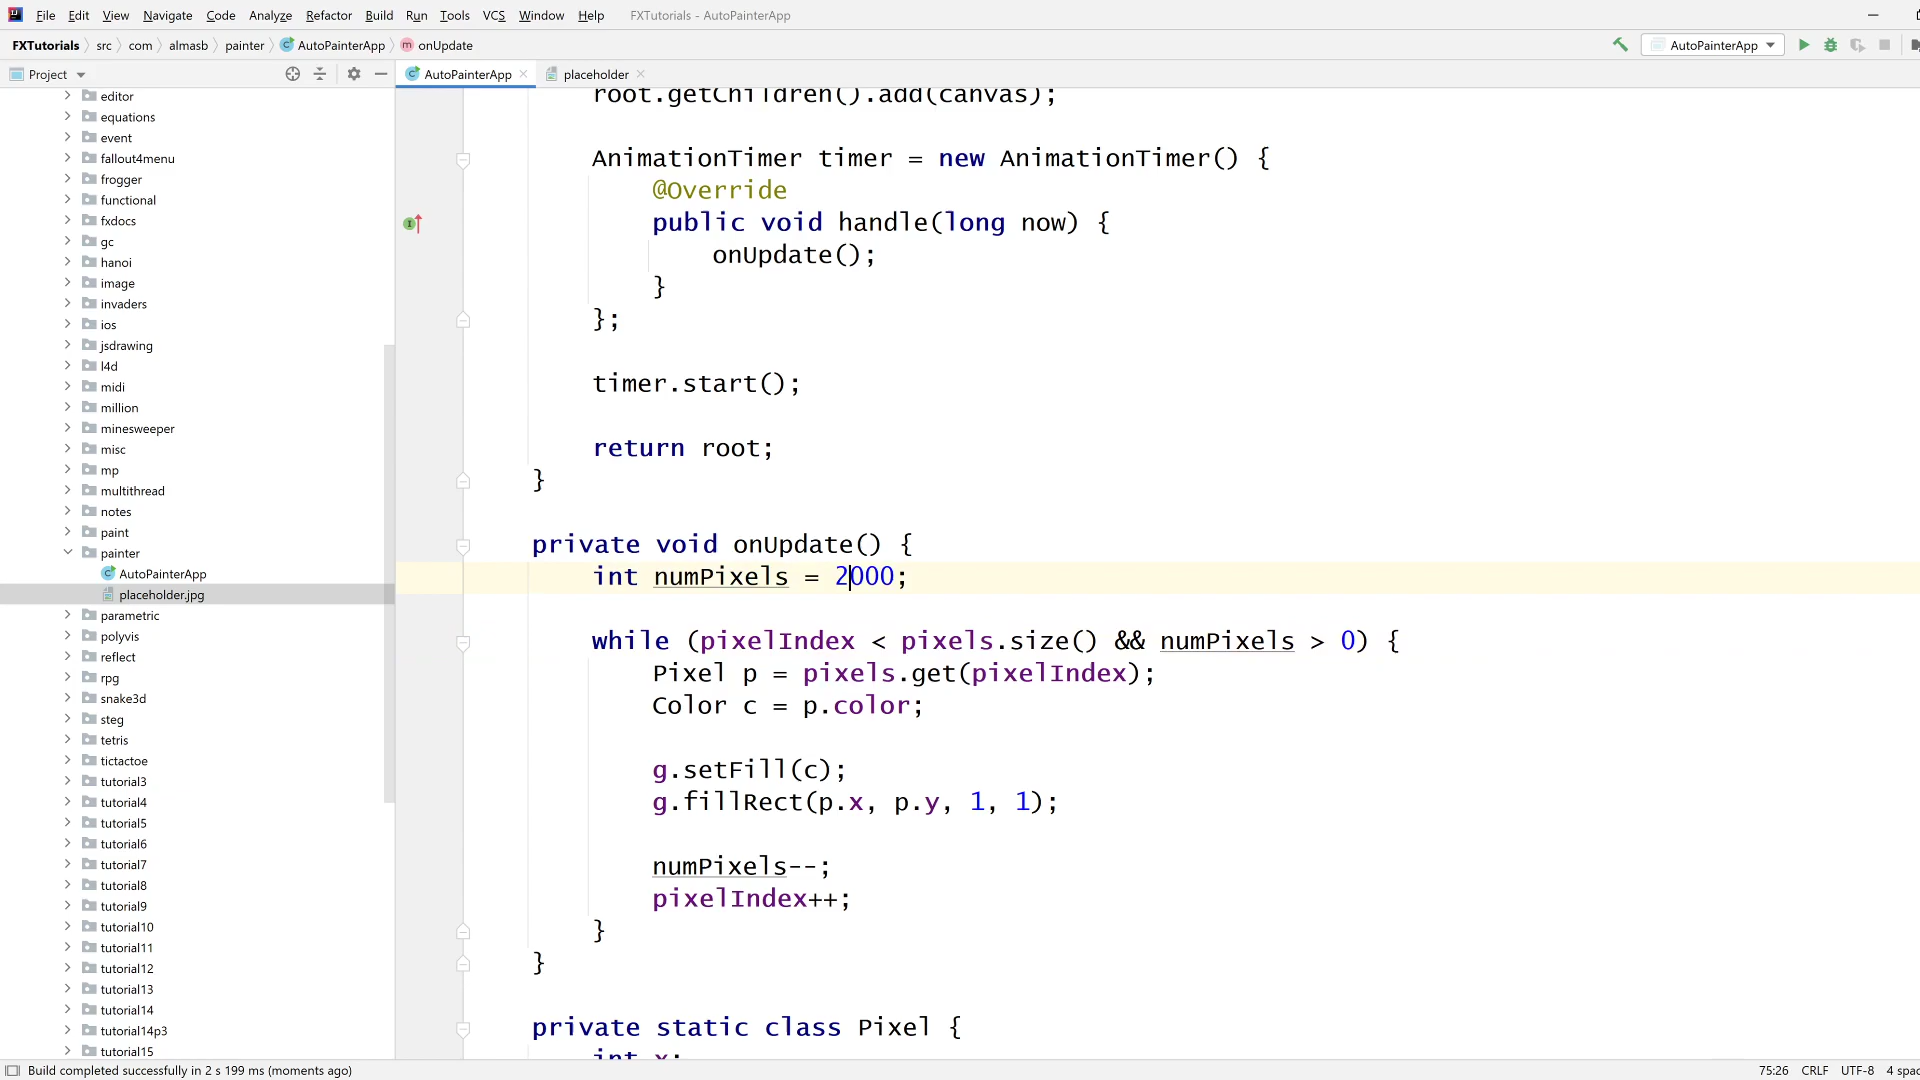 File Edit View Navigate Code Analyze Refactor Build Run Tools VCS Window Help FXTutorials - AutoPainterApp
FXTutorials src com almasb painter AutoPainterApp onUpdate AutoPainterApp
Project AutoPainterApp placeholder
editor
equations
event
fallout4menu
frogger
functional
fxdocs
gc
hanoi
image
invaders
ios
jsdrawing
l4d
midi
million
minesweeper
misc
mp
multithread
notes
paint
painter
AutoPainterApp
placeholder.jpg
parametric
polyvis
reflect
rpg
snake3d
steg
tetris
tictactoe
tutorial3
tutorial4
tutorial5
tutorial6
tutorial7
tutorial8
tutorial9
tutorial10
tutorial11
tutorial12
tutorial13
tutorial14
tutorial14p3
tutorial15
root.getChildren().add(canvas);
AnimationTimer timer = new AnimationTimer() {
@Override
public void handle(long now) {
onUpdate();
}
};
timer.start();
return root;
}
private void onUpdate() {
int numPixels = 2000;
while (pixelIndex < pixels.size() && numPixels > 0) {
Pixel p = pixels.get(pixelIndex);
Color c = p.color;
g.setFill(c);
g.fillRect(p.x, p.y, 1, 1);
numPixels--;
pixelIndex++;
}
}
private static class Pixel {
int x;
Build completed successfully in 2 s 199 ms (moments ago) 75:26 CRLF UTF-8 4 spac